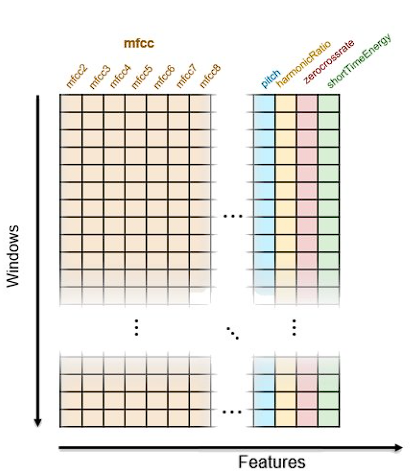 mfcc
mfcc2
mfcc3
mfcc4
mfcc5
mfcc6
mfcc7
mfcc8
pitch
harmonicRatio
zerocrossrate
shortTimeEnergy
Windows
Features